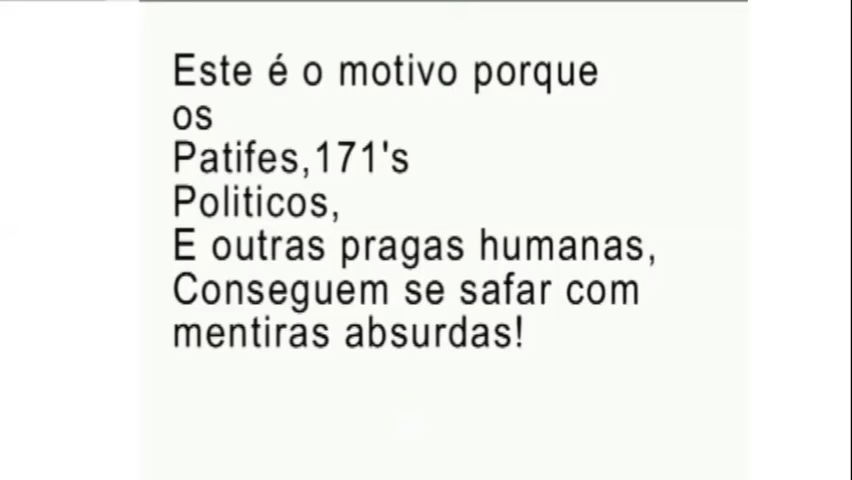 Este é o motivo porque
os
Patifes,171's
Politicos,
E outras pragas humanas,
Conseguem se safar com
mentiras absurdas!